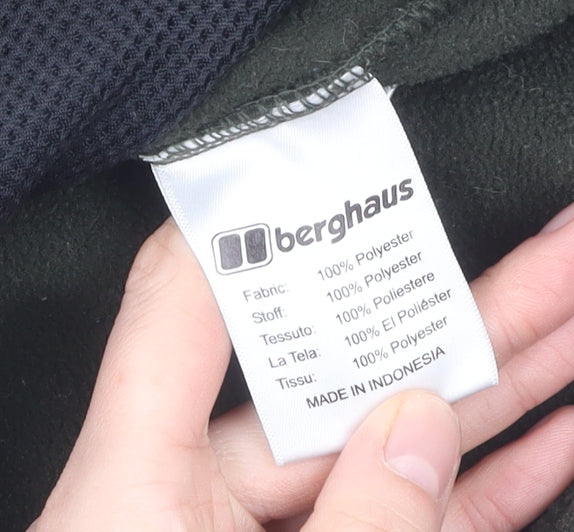 berghaus
Fabric: 100% Polyester
Stoff: 100% Polyester
Tessuto: 100% Poliestere
La Tela: 100% El Poliéster
Tissu: 100% Polyester
MADE IN INDONESIA